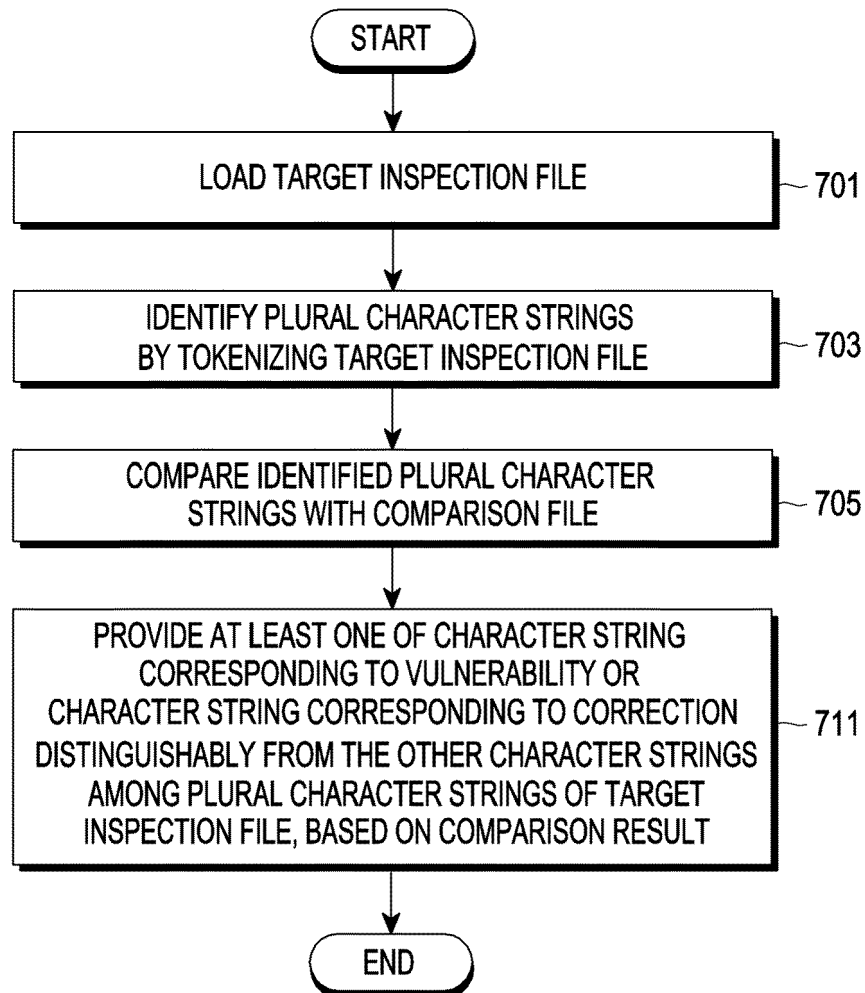 START
LOAD TARGET INSPECTION FILE
701
IDENTIFY PLURAL CHARACTER STRINGS
BY TOKENIZING TARGET INSPECTION FILE
703
COMPARE IDENTIFIED PLURAL CHARACTER
STRINGS WITH COMPARISON FILE
705
PROVIDE AT LEAST ONE OF CHARACTER STRING
CORRESPONDING TO VULNERABILITY OR
CHARACTER STRING CORRESPONDING TO CORRECTION
DISTINGUISHABLY FROM THE OTHER CHARACTER STRINGS
AMONG PLURAL CHARACTER STRINGS OF TARGET
INSPECTION FILE, BASED ON COMPARISON RESULT
711
END